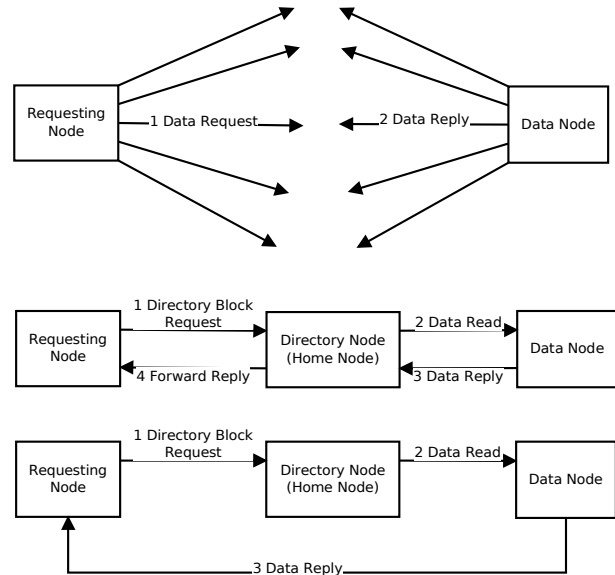 Requesting
Node
1 Data Request
2 Data Reply
Data Node
1 Directory Block
Request
Requesting
Node
Directory Node
(Home Node)
2 Data Read
Data Node
4 Forward Reply
3 Data Reply
1 Directory Block
Request
Requesting
Node
Directory Node
(Home Node)
2 Data Read
Data Node
3 Data Reply